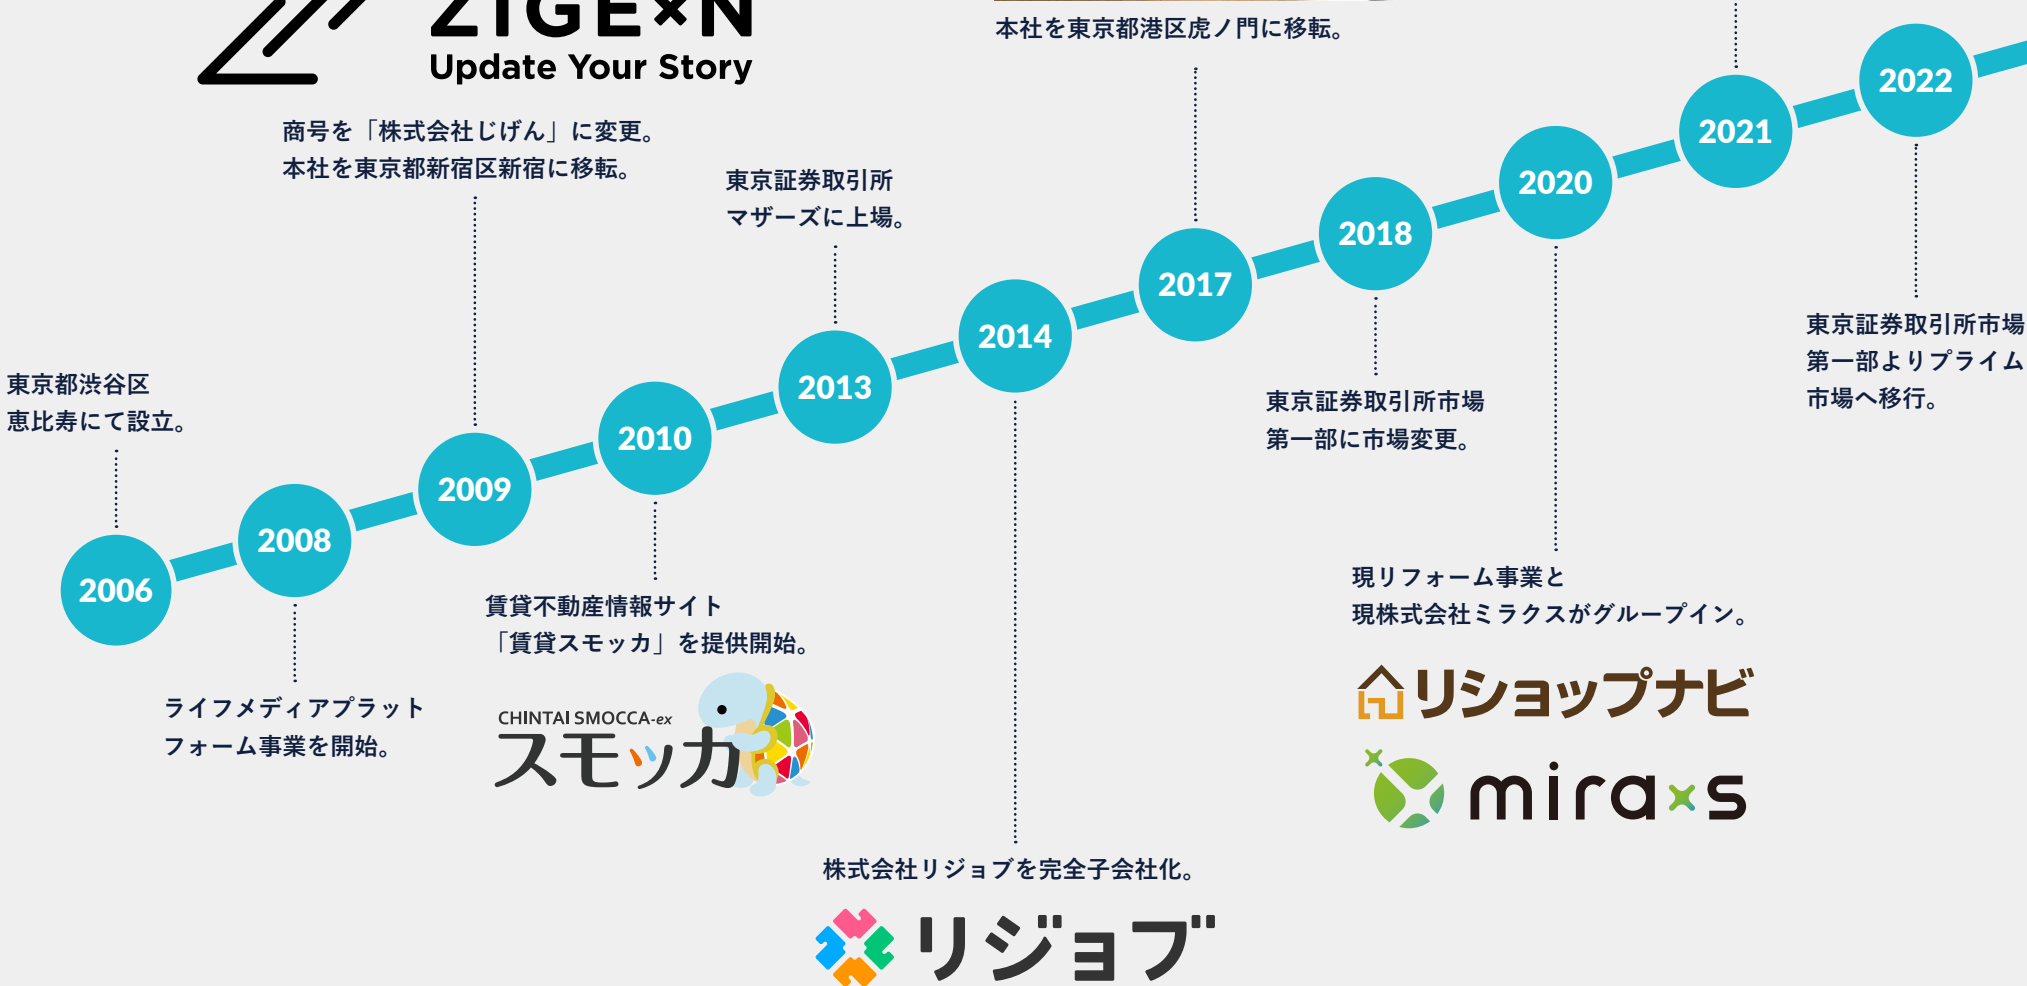 ZIGExN
Update Your Story
商号を「株式会社じげん」に変更。
本社を東京都新宿区新宿に移転。
本社を東京都港区虎ノ門に移転。
東京証券取引所
マザーズに上場。
東京都渋谷区
恵比寿にて設立。
2006
2008
2009
2010
2013
2014
2017
2018
2020
2021
2022
ライフメディアプラット
フォーム事業を開始。
賃貸不動産情報サイト
「賃貸スモッカ」を提供開始。
CHINTAI SMOCCA-ex
スモッカ
株式会社リジョブを完全子会社化。
リジョブ
東京証券取引所市場
第一部に市場変更。
現リフォーム事業と
現株式会社ミラクスがグループイン。
リショップナビ
miraxs
東京証券取引所市場
第一部よりプライム
市場へ移行。